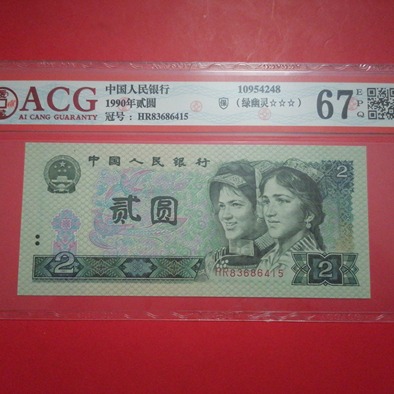 ACG
AI CANG GUARANTY
中国人民银行
1990年贰圆
冠号：HR83686415
10954248
（绿幽灵☆☆☆）
67
E
P
Q
中国人民银行
贰圆
2
HR83686415
2
2